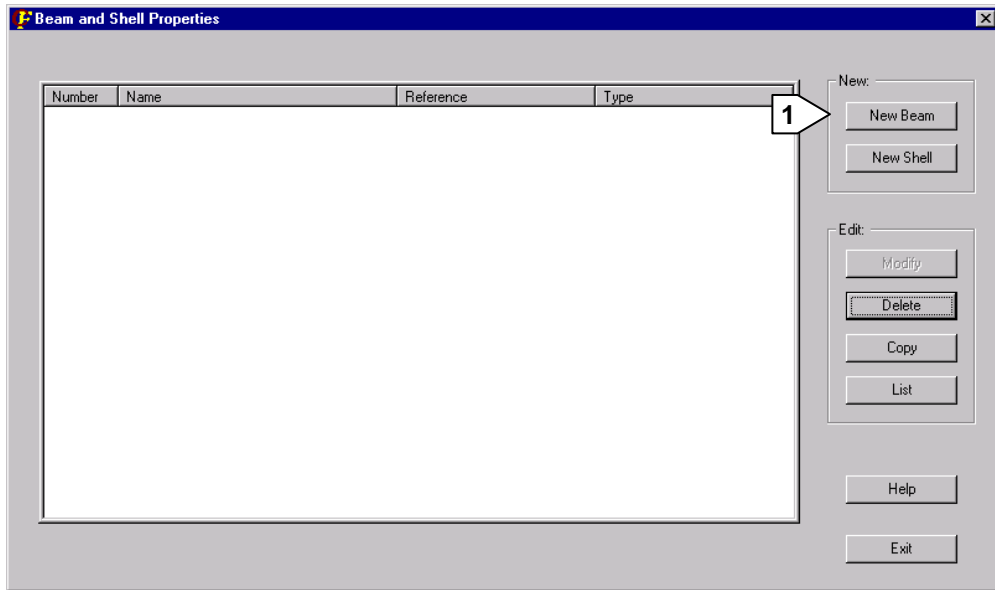 Beam and Shell Properties
Number Name Reference Type
1
New:
New Beam
New Shell
Edit:
Modify
Delete
Copy
List
Help
Exit